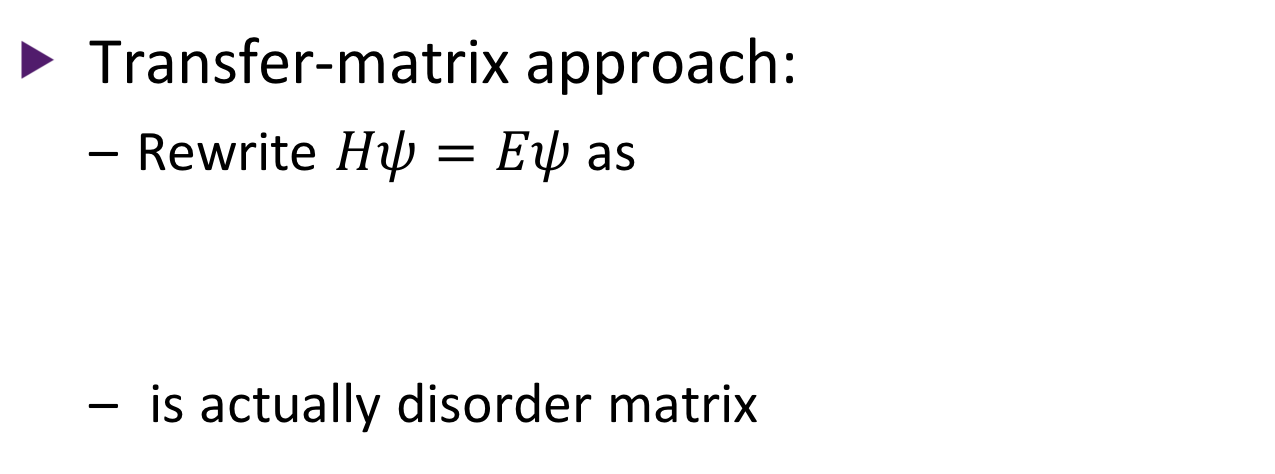 ▶ Transfer-matrix approach:
– Rewrite 𝐻𝜓 = 𝐸𝜓 as
– is actually disorder matrix